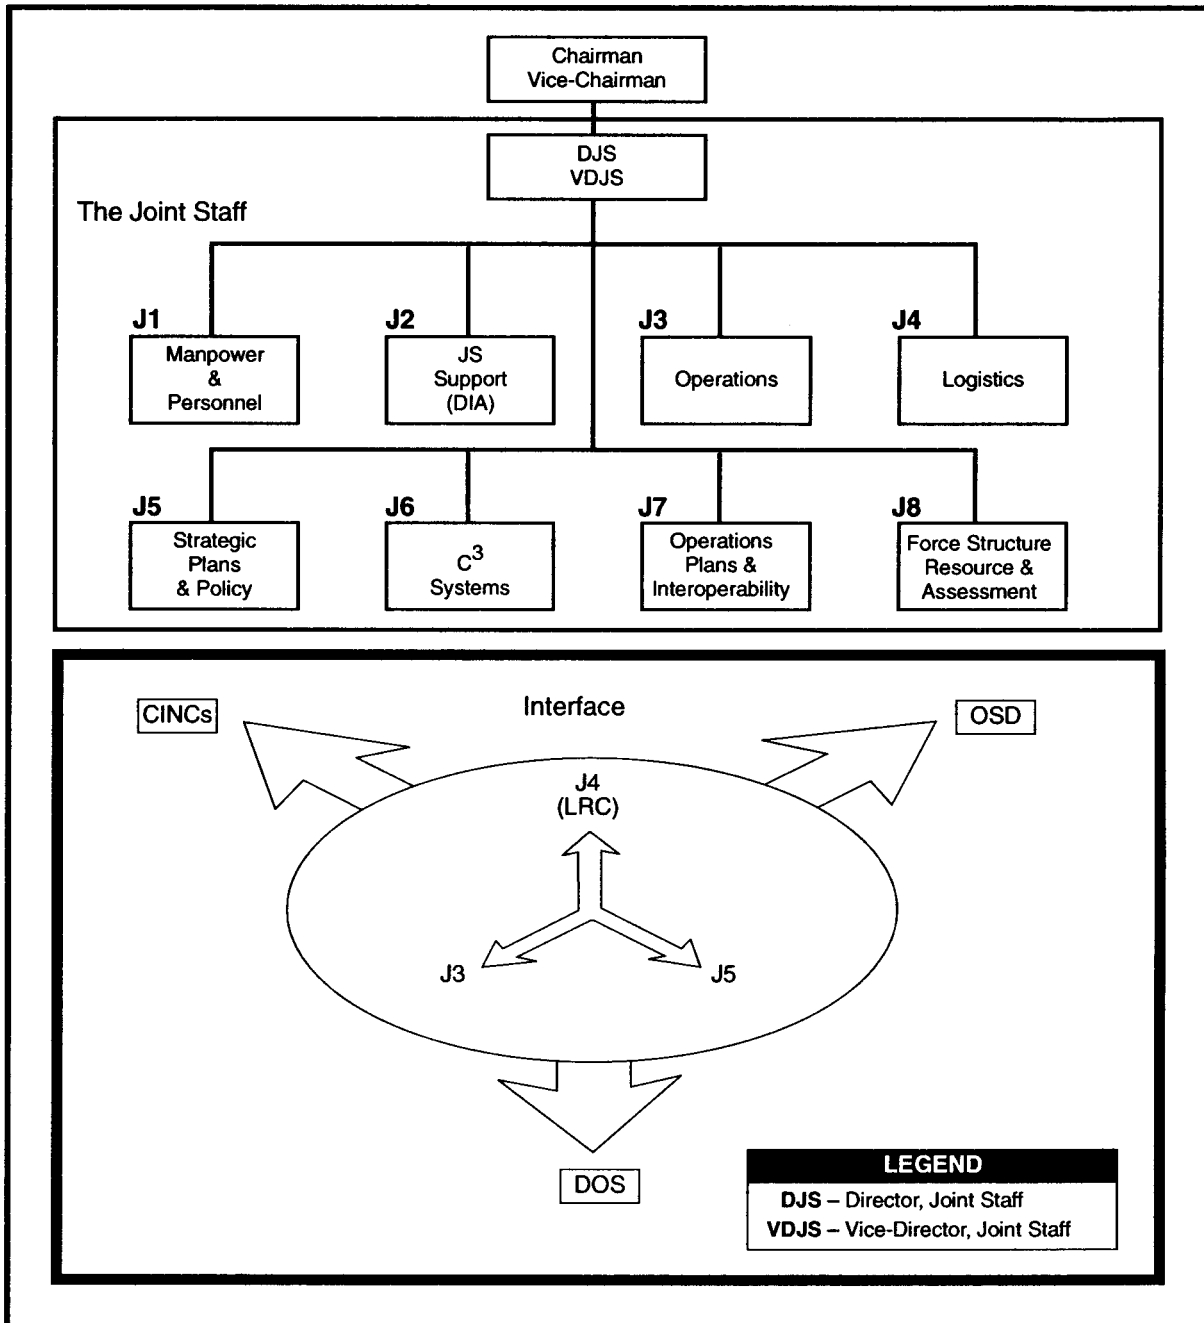 Chairman
Vice-Chairman
DJS
VDJS
The Joint Staff
J1
Manpower
&
Personnel
J2
JS
Support
(DIA)
J3
Operations
J4
Logistics
J5
Strategic
Plans
& Policy
J6
C³
Systems
J7
Operations
Plans &
Interoperability
J8
Force Structure
Resource &
Assessment
Interface
CINCs
OSD
J4
(LRC)
J3
J5
DOS
LEGEND
DJS – Director, Joint Staff
VDJS – Vice-Director, Joint Staff